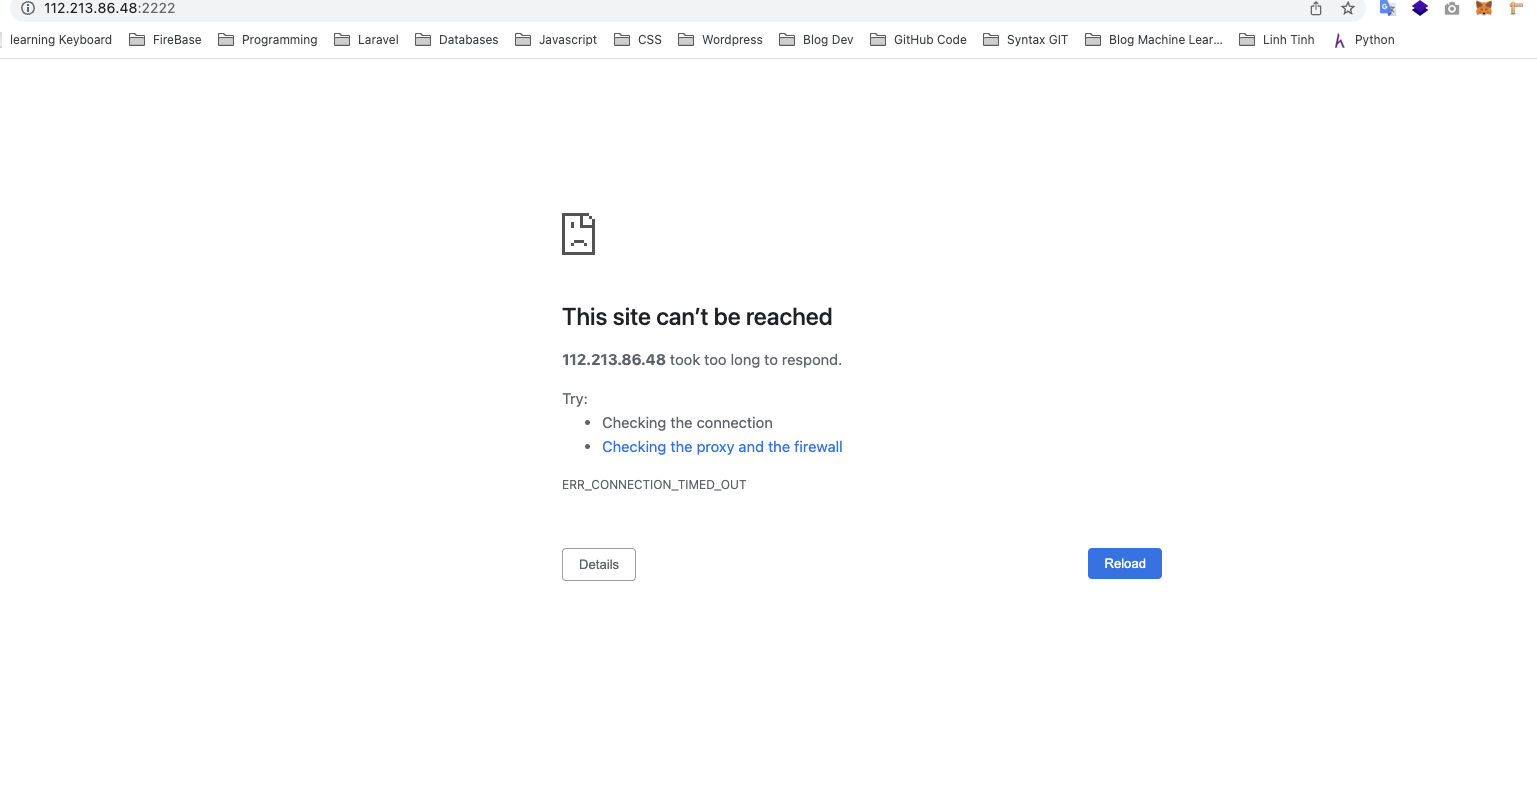 112.213.86.48:2222
learning Keyboard FireBase Programming Laravel Databases Javascript CSS Wordpress Blog Dev GitHub Code Syntax GIT Blog Machine Lear... Linh Tinh Python
This site can’t be reached
112.213.86.48 took too long to respond.
Try:
• Checking the connection
• Checking the proxy and the firewall
ERR_CONNECTION_TIMED_OUT
Details Reload